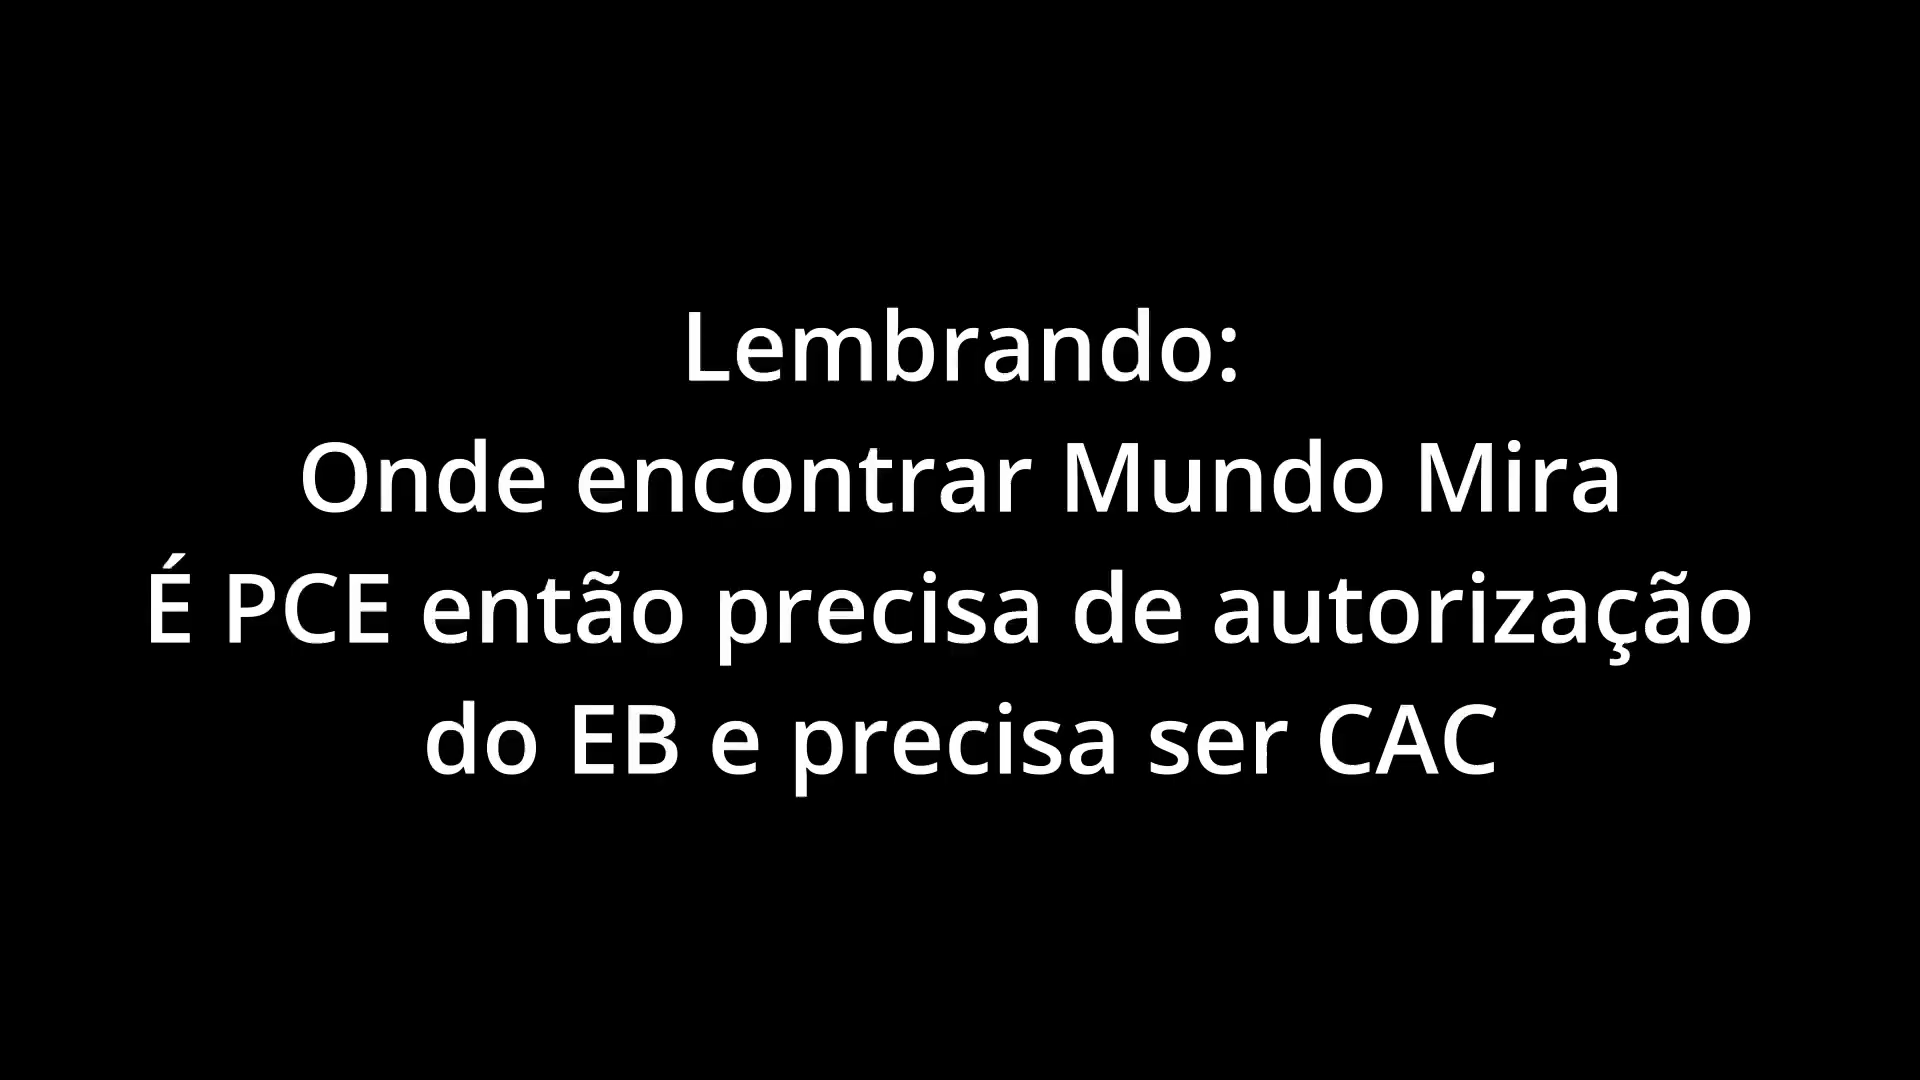 Lembrando:
Onde encontrar Mundo Mira
É PCE então precisa de autorização
do EB e precisa ser CAC